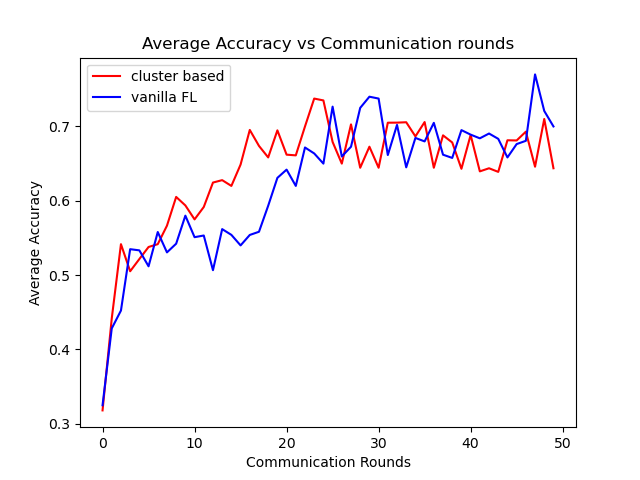 Average Accuracy vs Communication rounds
cluster based
vanilla FL
0.7
0.6
0.5
0.4
0.3
Average Accuracy
0 10 20 30 40 50
Communication Rounds